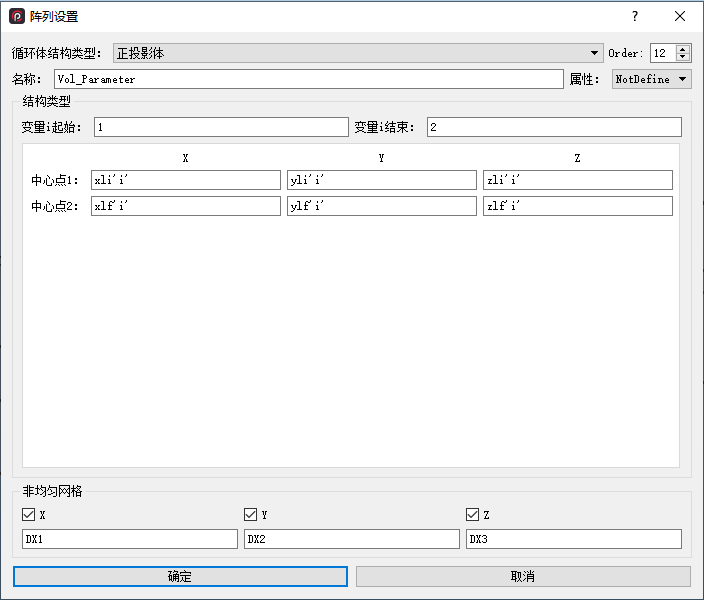 阵列设置
?
循环体结构类型: 正投影体 Order: 12
名称: Vol_Parameter 属性: NotDefine
结构类型
变量i起始: 1 变量i结束: 2
X Y Z
中心点1: xli'i' yli'i' zli'i'
中心点2: xlf'i' ylf'i' zlf'i'
非均匀网格
X Y Z
DX1 DX2 DX3
确定 取消